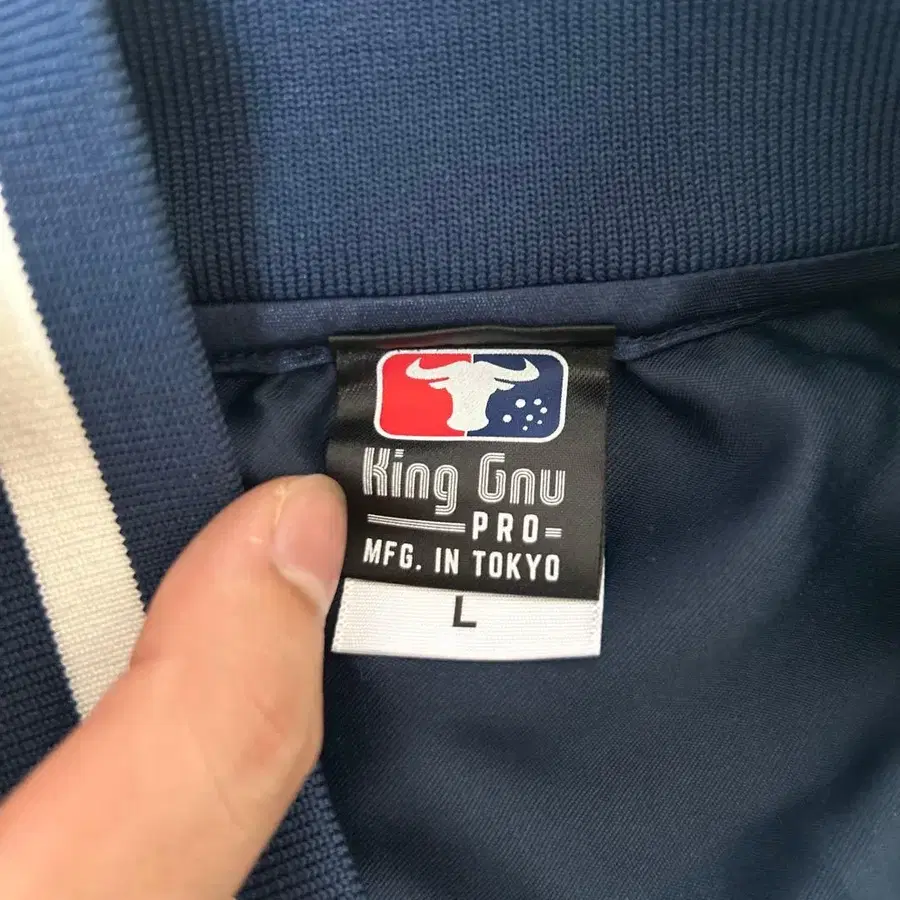 King Gnu
PRO
MFG. IN TOKYO
L